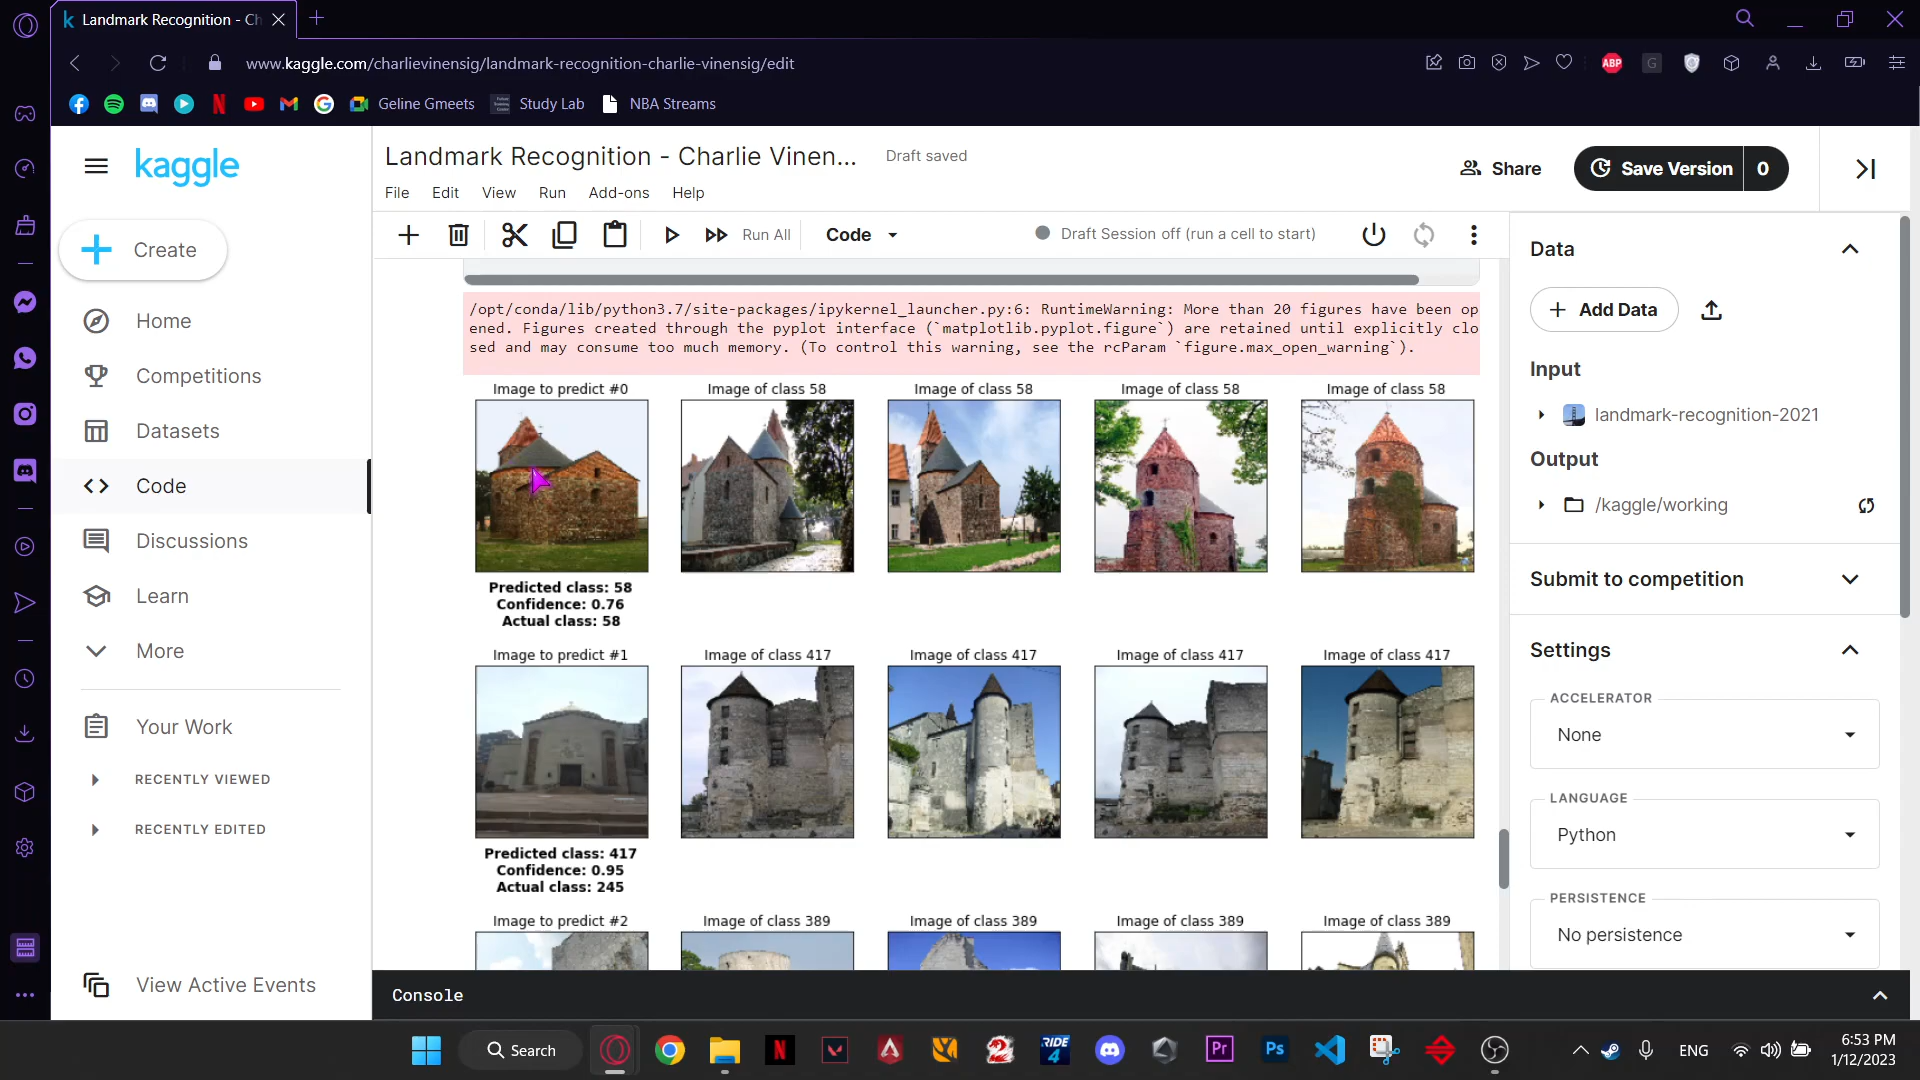 Landmark Recognition - Ch
www.kaggle.com/charlievinensig/landmark-recognition-charlie-vinensig/edit
ABP
G
Geline Gmeets
Study Lab
NBA Streams
kaggle
Create
Home
Competitions
Datasets
Code
Discussions
Learn
More
Your Work
RECENTLY VIEWED
RECENTLY EDITED
View Active Events
Landmark Recognition - Charlie Vinen...
Draft saved
File Edit View Run Add-ons Help
Share
Save Version 0
Run All
Code
Draft Session off (run a cell to start)
/opt/conda/lib/python3.7/site-packages/ipykernel_launcher.py:6: RuntimeWarning: More than 20 figures have been op
ened. Figures created through the pyplot interface (`matplotlib.pyplot.figure`) are retained until explicitly clo
sed and may consume too much memory. (To control this warning, see the rcParam `figure.max_open_warning`).
Image to predict #0 Image of class 58 Image of class 58 Image of class 58 Image of class 58
Predicted class: 58
Confidence: 0.76
Actual class: 58
Image to predict #1 Image of class 417 Image of class 417 Image of class 417 Image of class 417
Predicted class: 417
Confidence: 0.95
Actual class: 245
Image to predict #2 Image of class 389 Image of class 389 Image of class 389 Image of class 389
Console
Data
Add Data
Input
landmark-recognition-2021
Output
/kaggle/working
Submit to competition
Settings
ACCELERATOR
None
LANGUAGE
Python
PERSISTENCE
No persistence
Search
RIDE
4
Pr
Ps
ENG
6:53 PM
1/12/2023